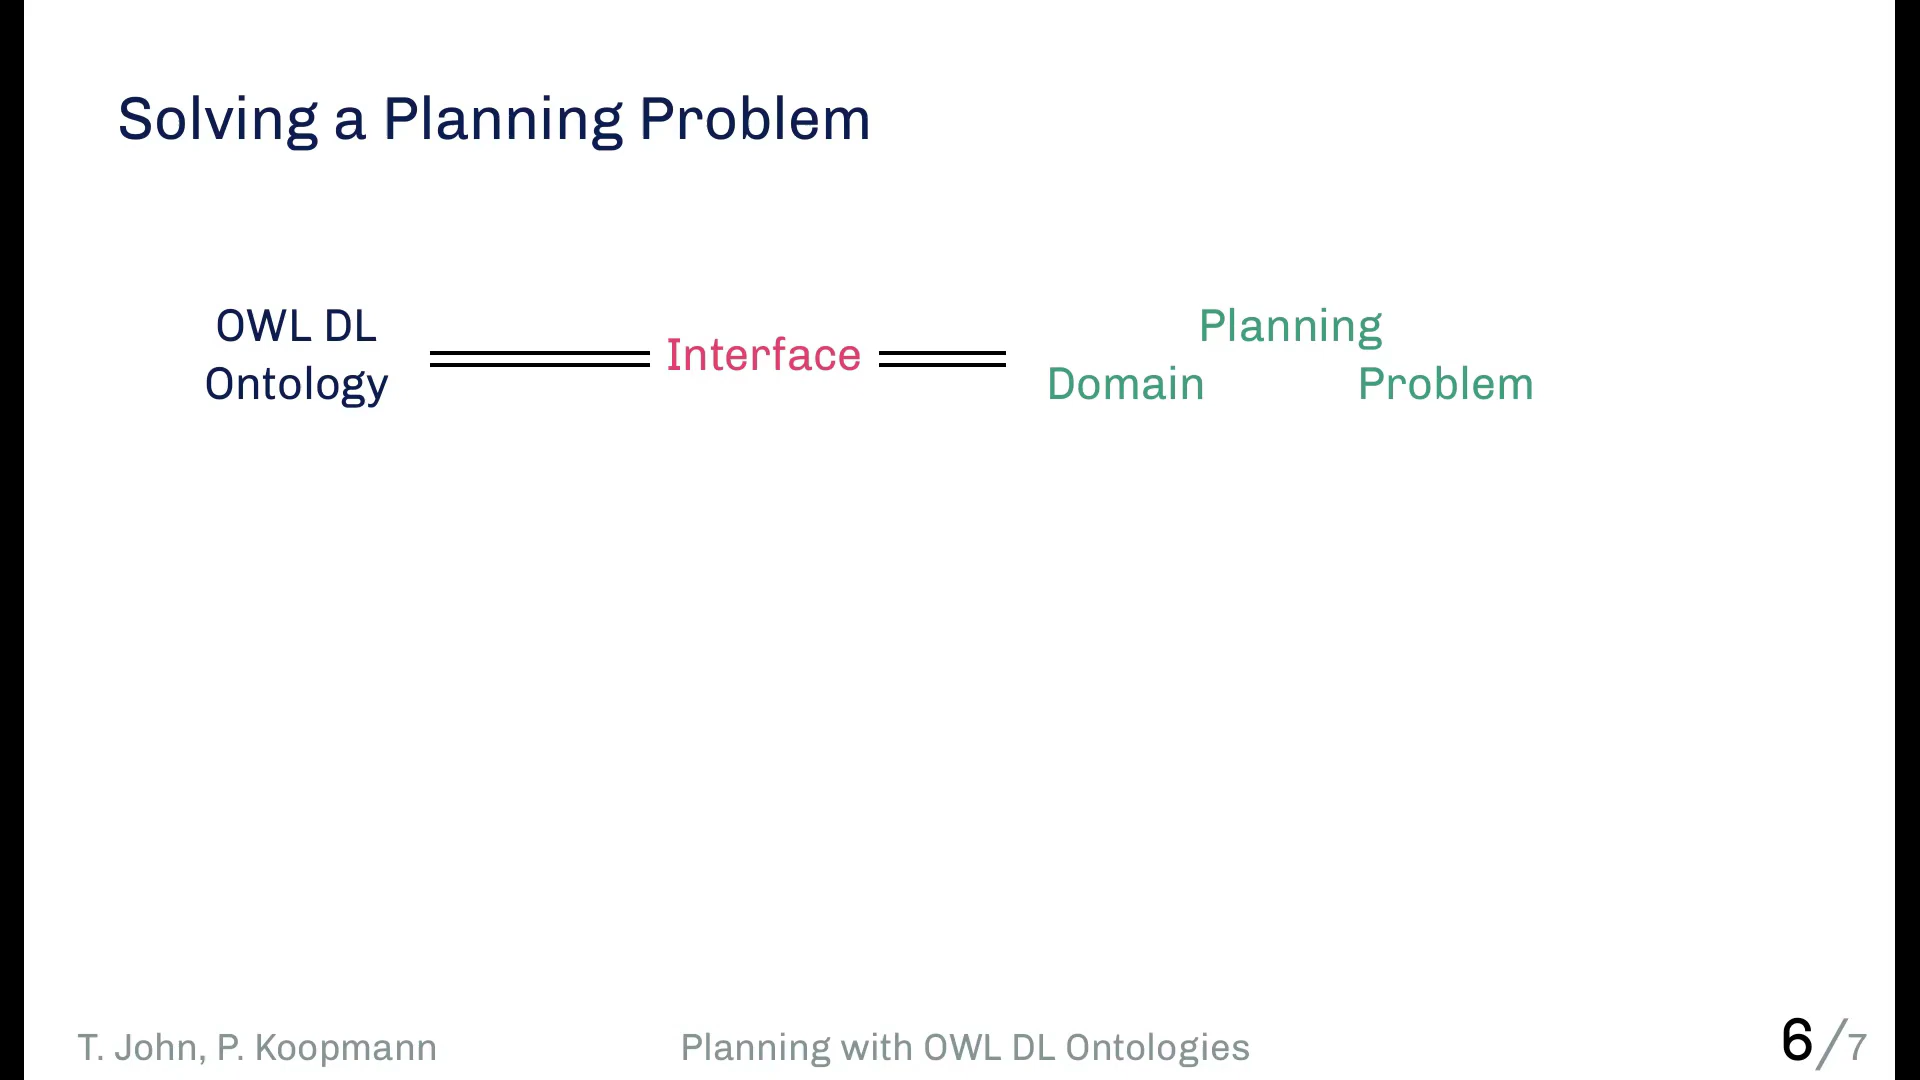 Solving a Planning Problem
OWL DL
Ontology
Interface
Planning
Domain Problem
T. John, P. Koopmann
Planning with OWL DL Ontologies
6/7